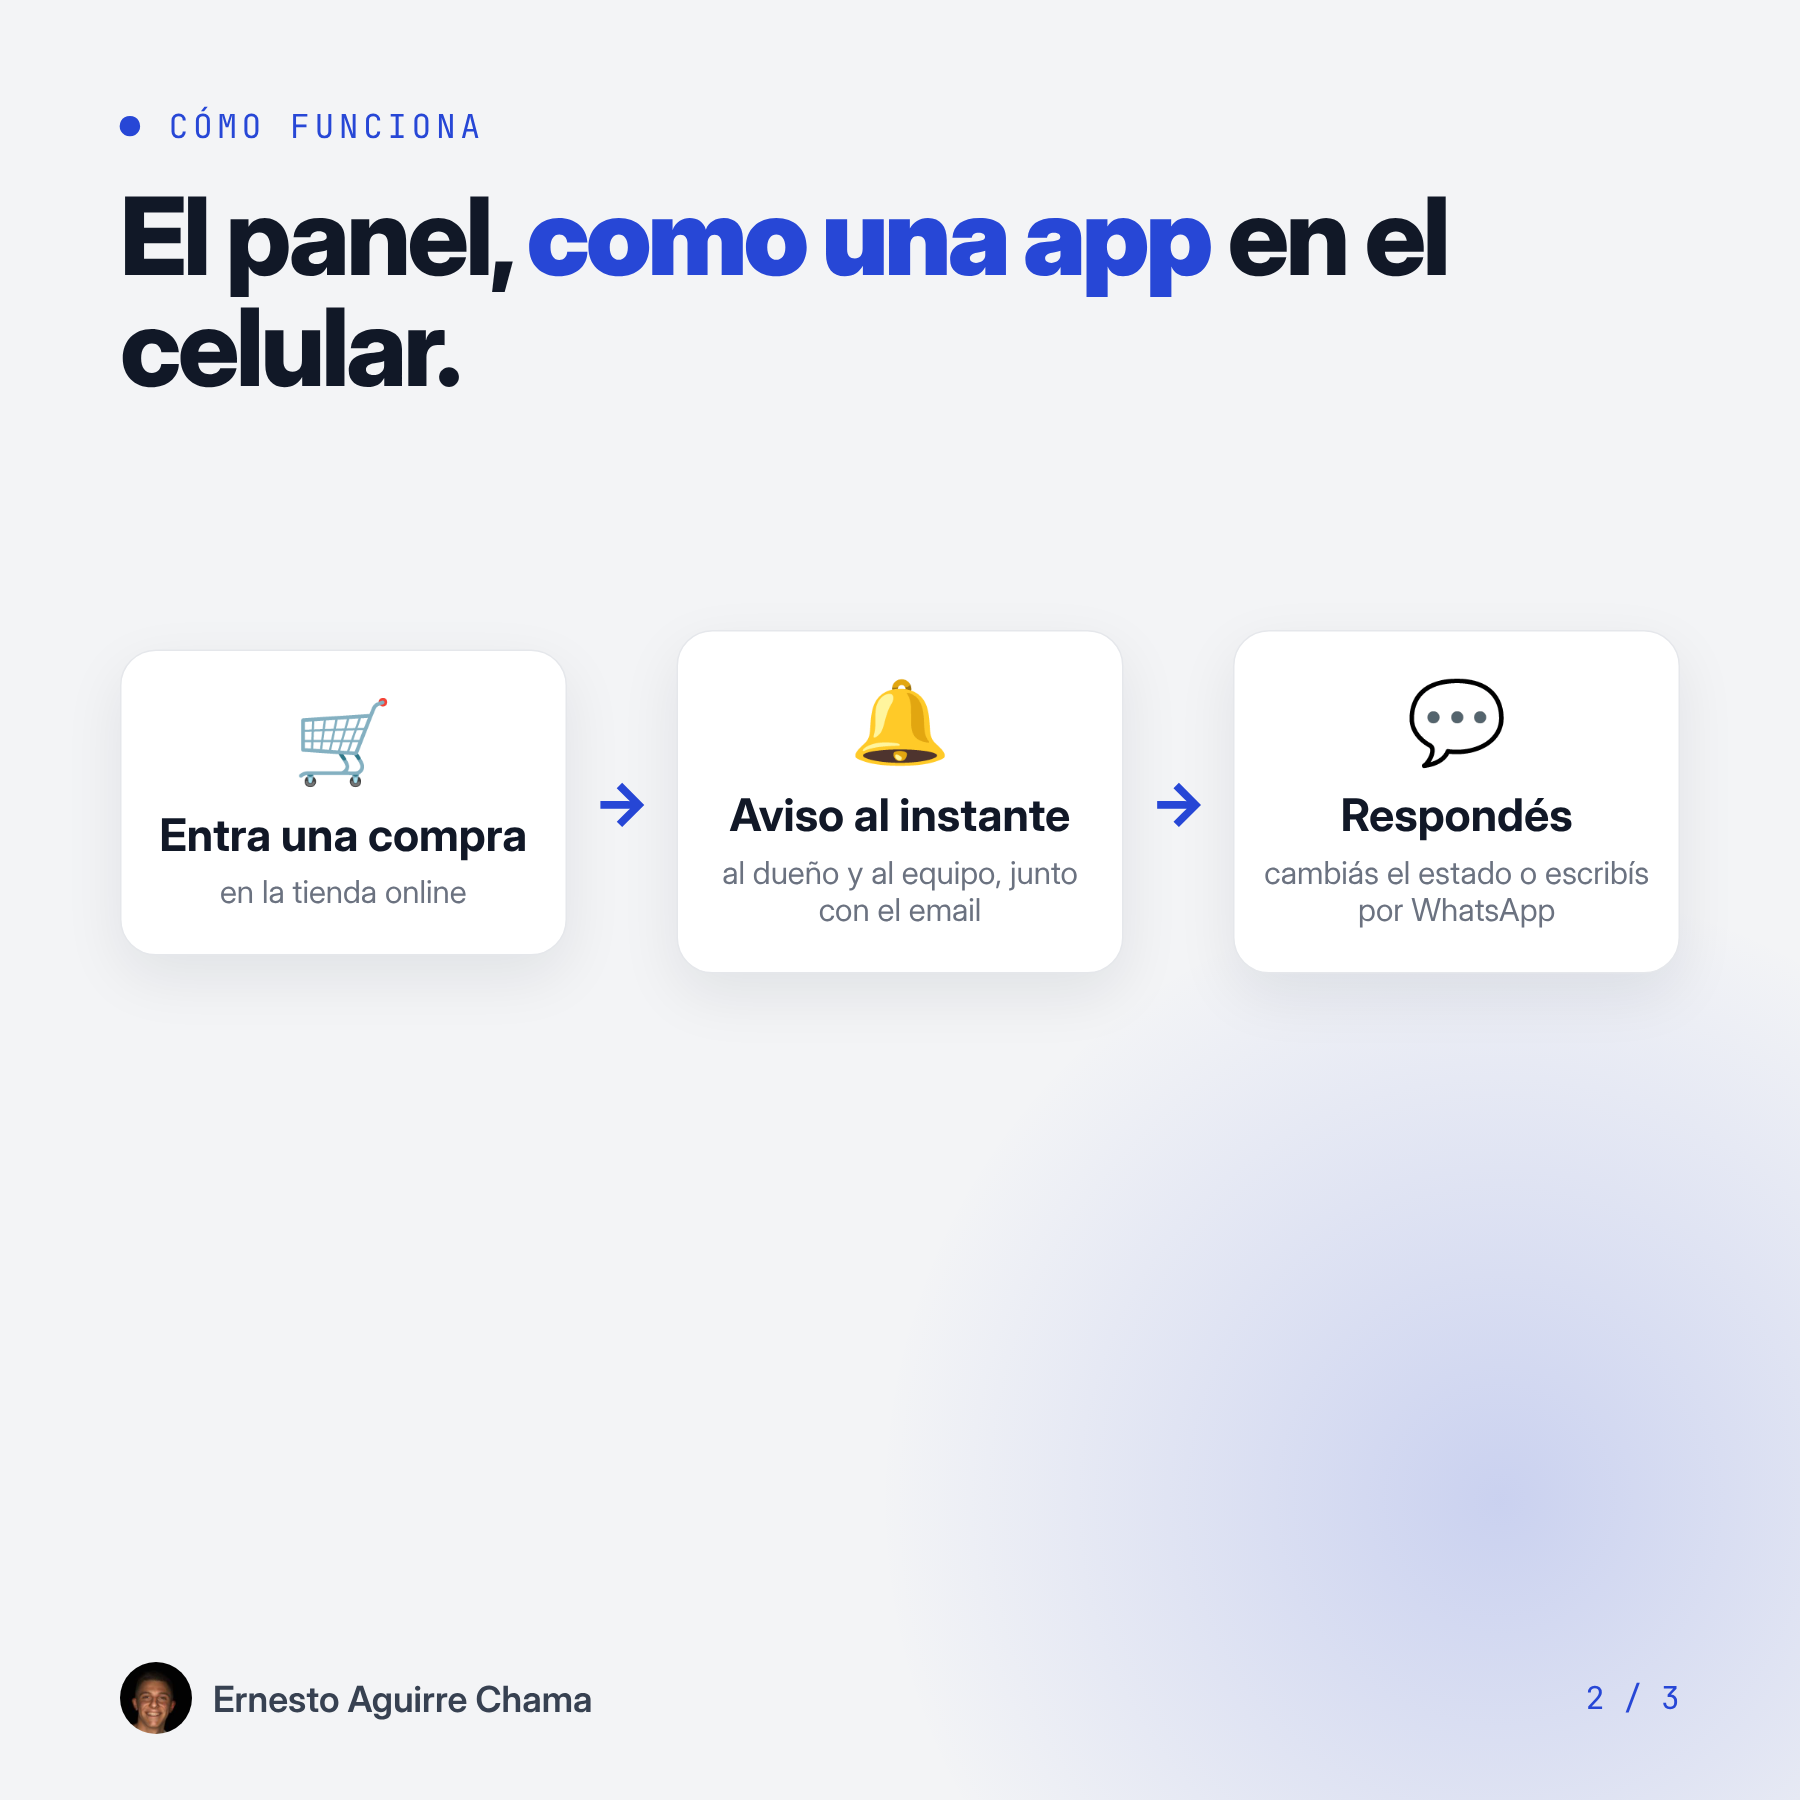 CÓMO FUNCIONA
El panel, como una app en el
celular.
Entra una compra
en la tienda online
→
Aviso al instante
al dueño y al equipo, junto
con el email
→
Respondés
cambiás el estado o escribís
por WhatsApp
Ernesto Aguirre Chama
2 / 3